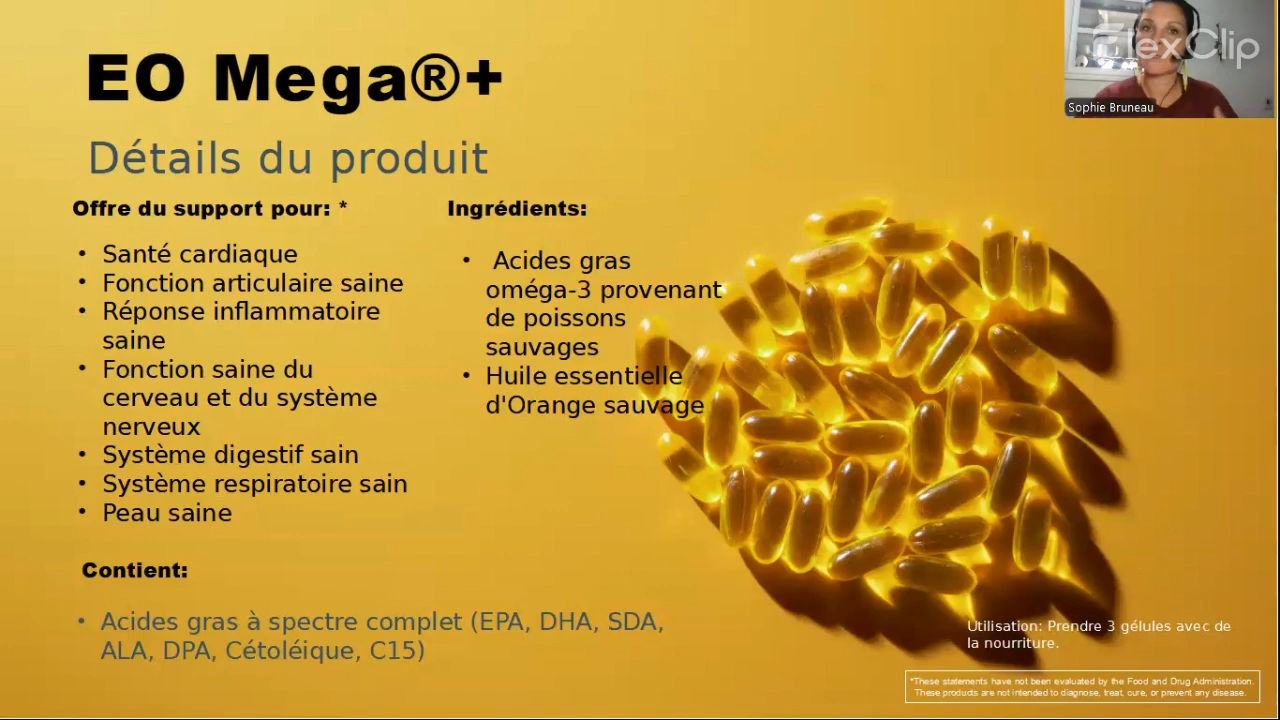 EO Mega®+
Détails du produit
Offre du support pour: *
Santé cardiaque
Fonction articulaire saine
Réponse inflammatoire
saine
Fonction saine du
cerveau et du système
nerveux
Système digestif sain
Système respiratoire sain
Peau saine
Ingrédients:
Acides gras
oméga-3 provenant
de poissons
sauvages
Huile essentielle
d'Orange sauvage
Contient:
Acides gras à spectre complet (EPA, DHA, SDA,
ALA, DPA, Cétoléique, C15)
Utilisation: Prendre 3 gélules avec de
la nourriture.
*These statements have not been evaluated by the Food and Drug Administration.
These products are not intended to diagnose, treat, cure, or prevent any disease.
FlexClip
Sophie Bruneau